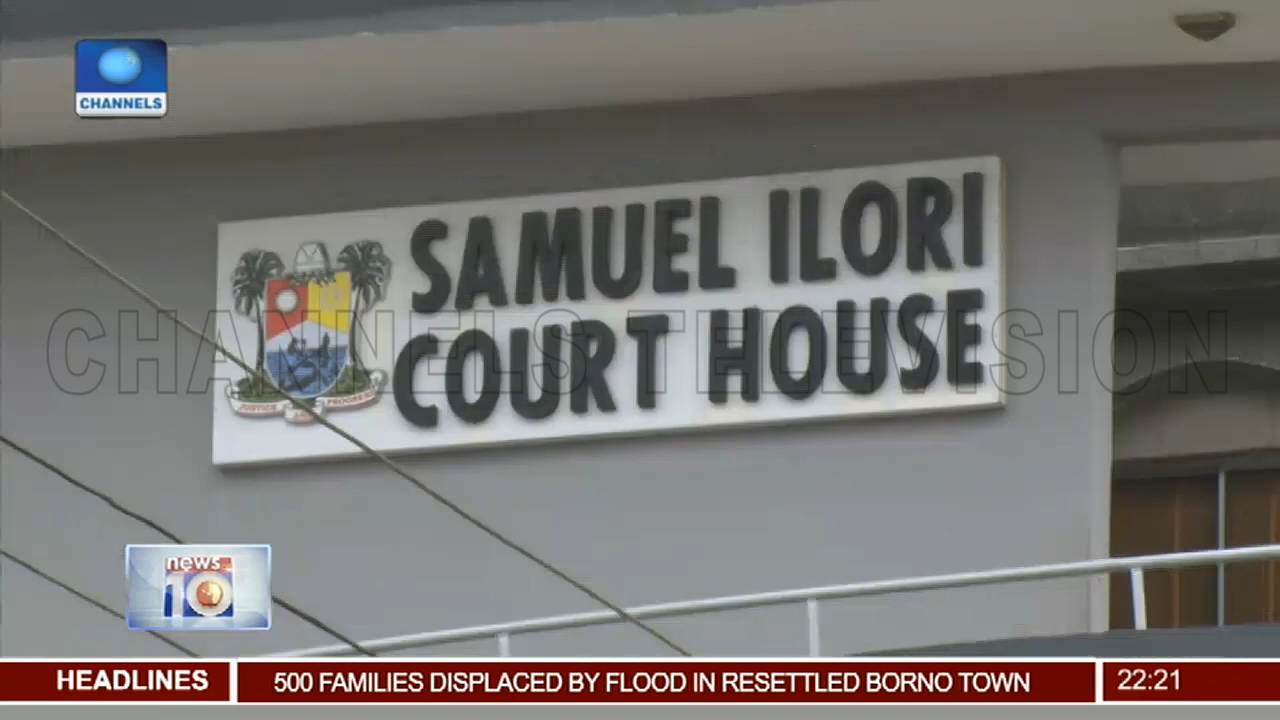 CHANNELS
SAMUEL ILORI
COURT HOUSE
JUSTICE AND PROGRESS
CHANNELS TELEVISION
news
10
HEADLINES
500 FAMILIES DISPLACED BY FLOOD IN RESETTLED BORNO TOWN
22:21